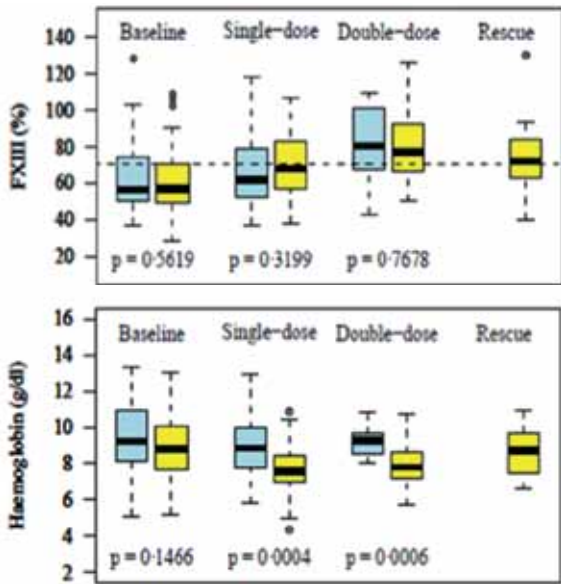 Baseline Single-dose Double-dose Rescue
FXIII (%)
140
120
100
80
60
40
20
p = 0·5619 p = 0·3199 p = 0·7678
Baseline Single-dose Double-dose Rescue
Haemoglobin (g/dl)
16
14
12
10
8
6
4
2
p = 0·1466 p = 0·0004 p = 0·0006